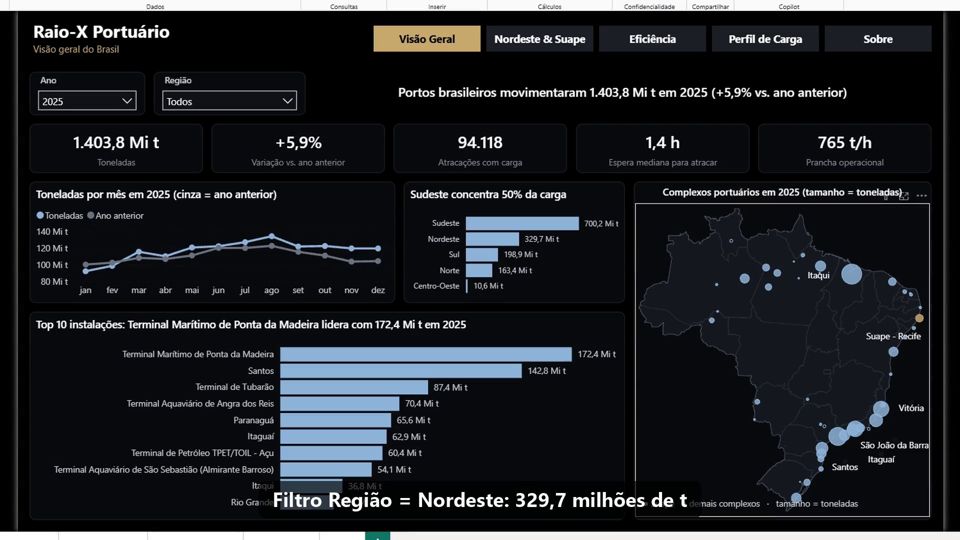 Dados
Consultas
Inserir
Cálculos
Confidencialidade
Compartilhar
Copilot
Raio-X Portuário
Visão geral do Brasil
Visão Geral
Nordeste & Suape
Eficiência
Perfil de Carga
Sobre
Ano
2025
Região
Todos
Portos brasileiros movimentaram 1.403,8 Mi t em 2025 (+5,9% vs. ano anterior)
1.403,8 Mi t
Toneladas
+5,9%
Variação vs. ano anterior
94.118
Atracações com carga
1,4 h
Espera mediana para atracar
765 t/h
Prancha operacional
Toneladas por mês em 2025 (cinza = ano anterior)
Toneladas
Ano anterior
140 Mi t
120 Mi t
100 Mi t
80 Mi t
jan fev mar abr mai jun jul ago set out nov dez
Sudeste concentra 50% da carga
Sudeste 700,2 Mi t
Nordeste 329,7 Mi t
Sul 198,9 Mi t
Norte 163,4 Mi t
Centro-Oeste 10,6 Mi t
Complexos portuários em 2025 (tamanho = toneladas)
Itaqui
Suape - Recife
Vitória
São João da Barra
Itaguaí
Santos
demais complexos · tamanho = toneladas
Top 10 instalações: Terminal Marítimo de Ponta da Madeira lidera com 172,4 Mi t em 2025
Terminal Marítimo de Ponta da Madeira 172,4 Mi t
Santos 142,8 Mi t
Terminal de Tubarão 87,4 Mi t
Terminal Aquaviário de Angra dos Reis 70,4 Mi t
Paranaguá 65,6 Mi t
Itaguaí 62,9 Mi t
Terminal de Petróleo TPET/TOIL - Açu 60,4 Mi t
Terminal Aquaviário de São Sebastião (Almirante Barroso) 54,1 Mi t
Itaqui 36,8 Mi t
Rio Grande
Filtro Região = Nordeste: 329,7 milhões de t